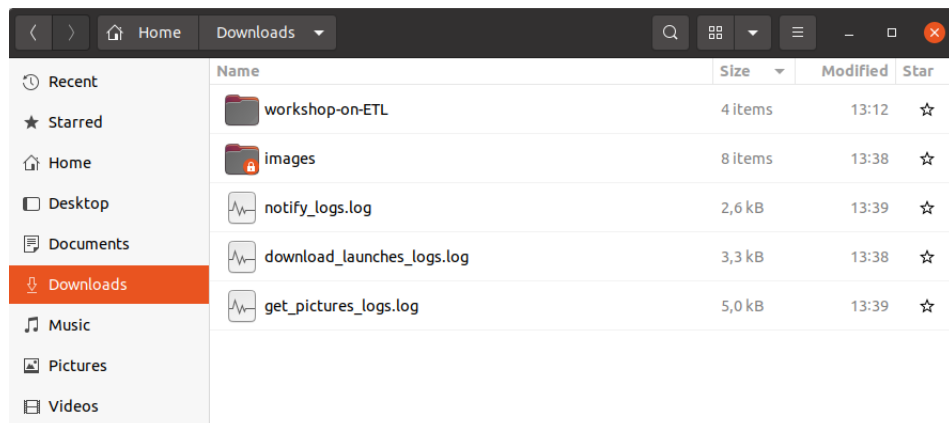 Home Downloads
Name Size Modified Star
Recent
Starred
Home
Desktop
Documents
Downloads
Music
Pictures
Videos
workshop-on-ETL 4 items 13:12
images 8 items 13:38
notify_logs.log 2,6 kB 13:39
download_launches_logs.log 3,3 kB 13:38
get_pictures_logs.log 5,0 kB 13:39